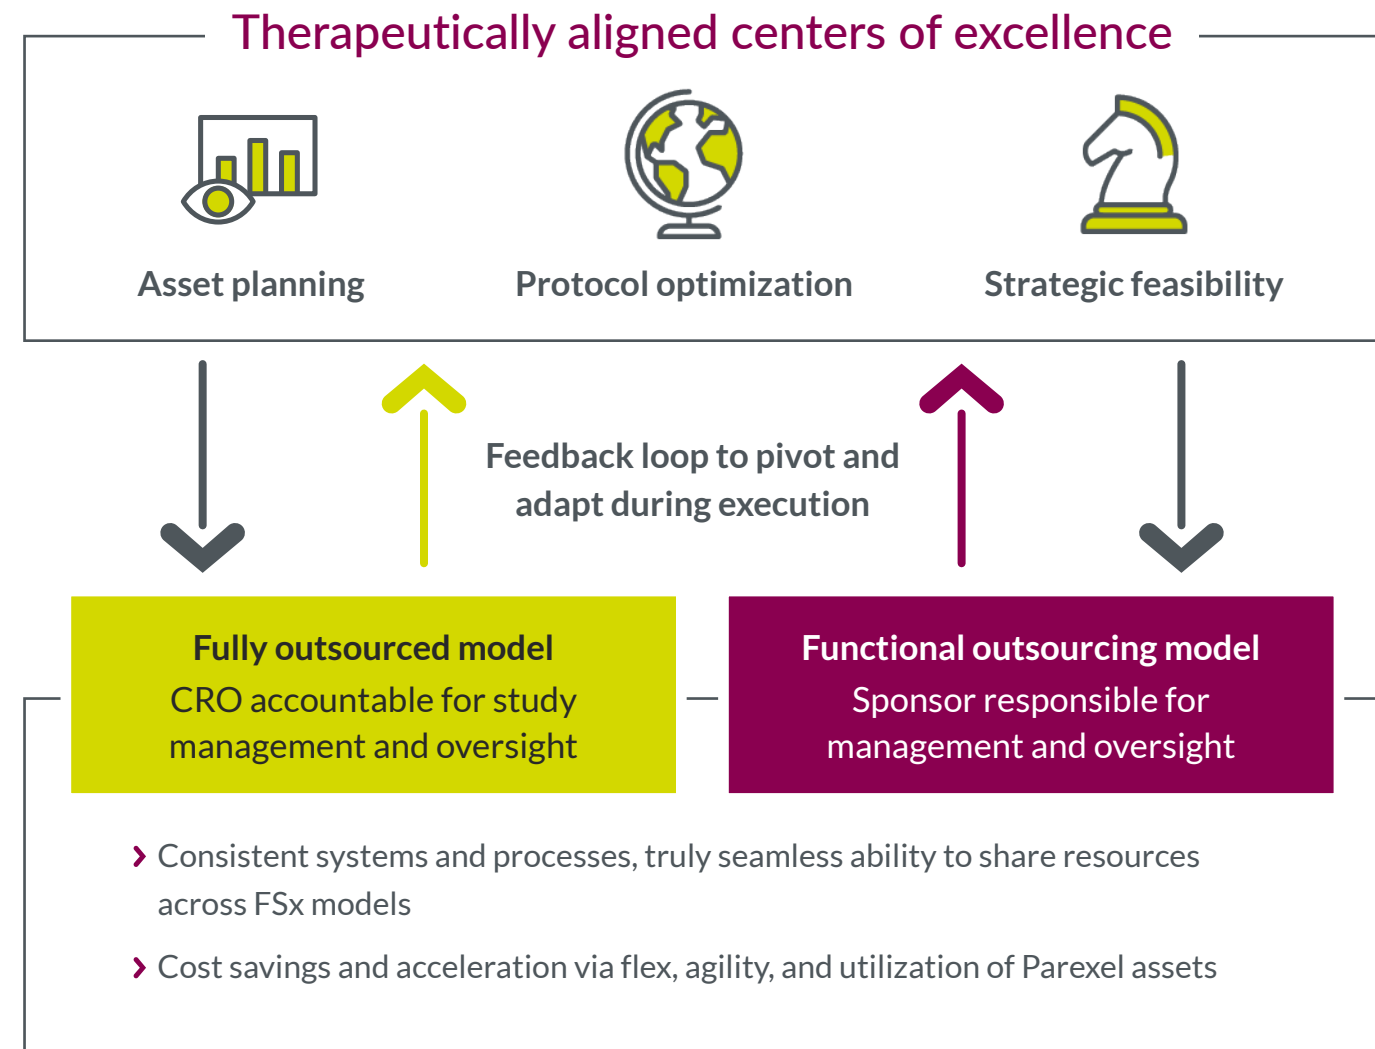 Therapeutically aligned centers of excellence
Asset planning
Protocol optimization
Strategic feasibility
Feedback loop to pivot and
adapt during execution
Fully outsourced model
CRO accountable for study
management and oversight
Functional outsourcing model
Sponsor responsible for
management and oversight
Consistent systems and processes, truly seamless ability to share resources
across FSx models
Cost savings and acceleration via flex, agility, and utilization of Parexel assets